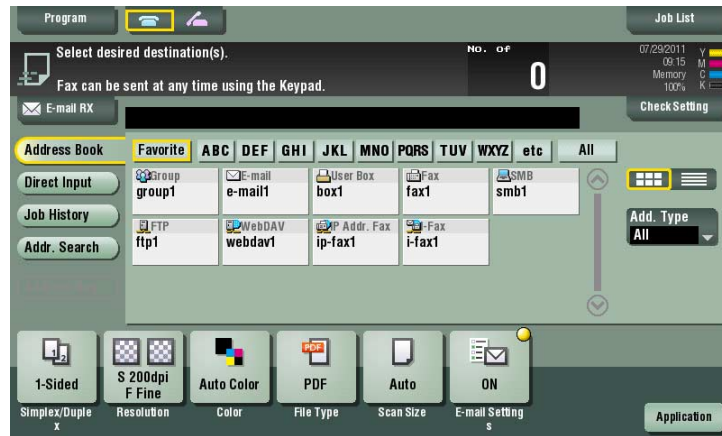 Program
Job List
Select desired destination(s).
No. of
0
Fax can be sent at any time using the Keypad.
07/29/2011
09:15
Memory
100%
Y
M
C
K
E-mail RX
Check Setting
Address Book
Favorite ABC DEF GHI JKL MNO PQRS TUV WXYZ etc All
Direct Input
Job History
Addr. Search
Group
group1
E-mail
e-mail1
User Box
box1
Fax
fax1
SMB
smb1
FTP
ftp1
WebDAV
webdav1
IP Addr. Fax
ip-fax1
I-Fax
i-fax1
Add. Type
All
1-Sided
Simplex/Duple
x
S 200dpi
F Fine
Resolution
Auto Color
Color
PDF
PDF
File Type
Auto
Scan Size
ON
E-mail Setting
s
Application